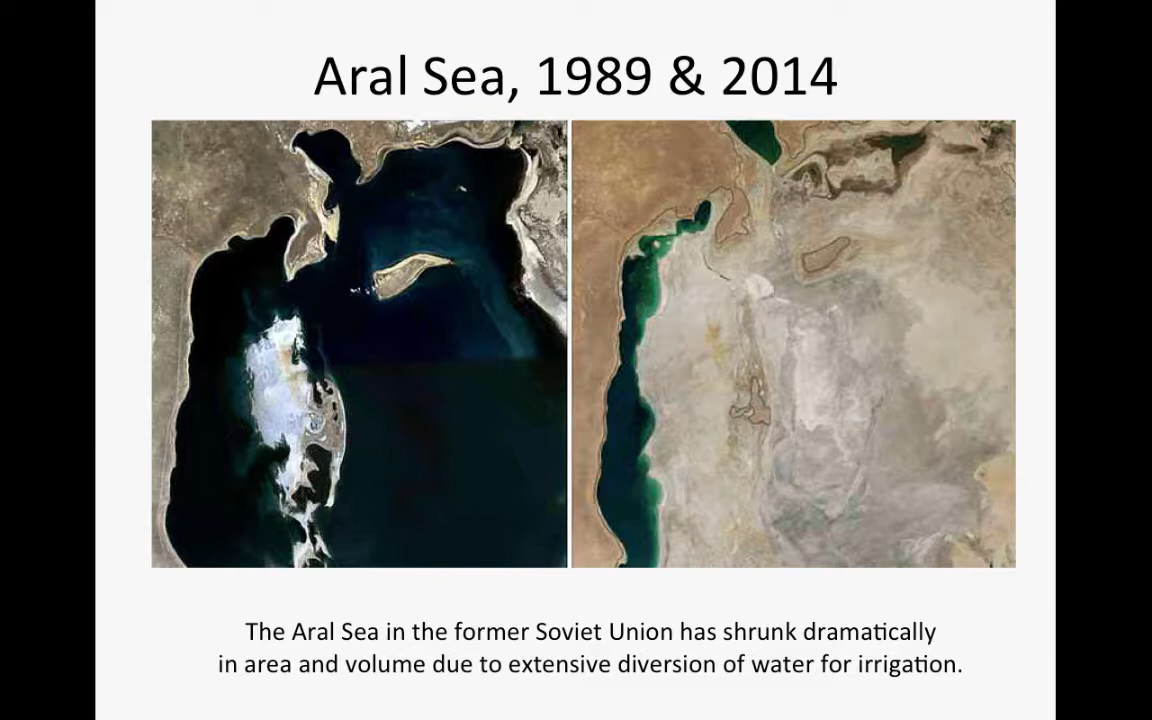 Aral Sea, 1989 & 2014
The Aral Sea in the former Soviet Union has shrunk dramatically
in area and volume due to extensive diversion of water for irrigation.